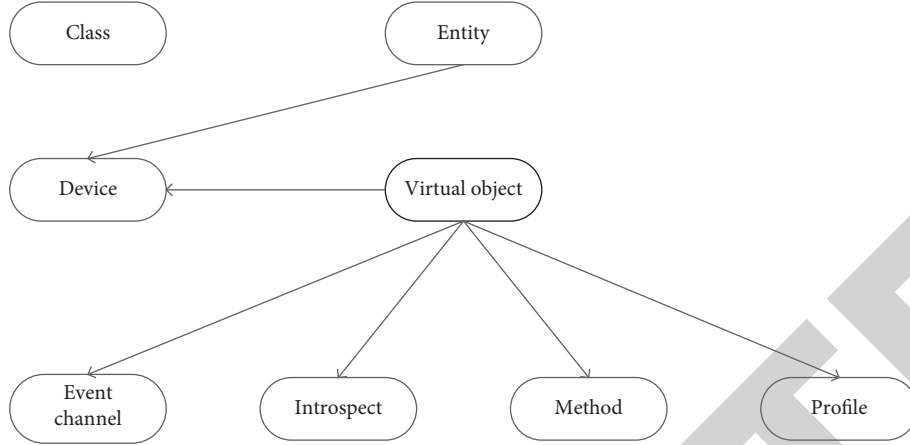 Class
Entity
Device
Virtual object
Event
channel
Introspect
Method
Profile